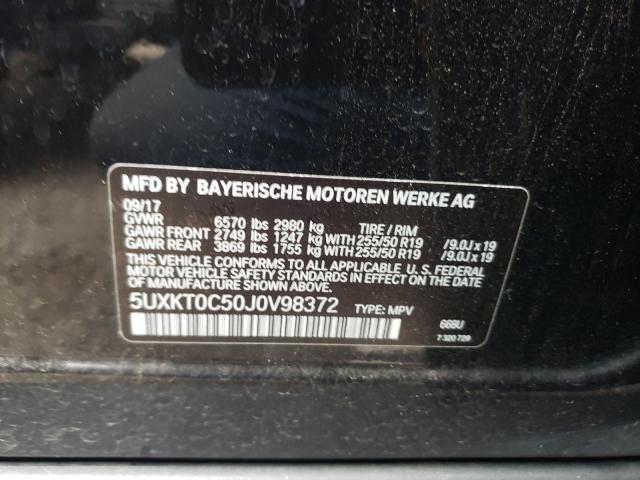 MFD BY BAYERISCHE MOTOREN WERKE AG
09/17
GVWR 6570 lbs 2980 kg TIRE / RIM
GAWR FRONT 2749 lbs 1247 kg WITH 255/50 R19 /9.0J x 19
GAWR REAR 3869 lbs 1755 kg WITH 255/50 R19 /9.0J x 19
THIS VEHICLE CONFORMS TO ALL APPLICABLE U. S. FEDERAL
MOTOR VEHICLE SAFETY STANDARDS IN EFFECT ON THE DATE
OF MANUFACTURE SHOWN ABOVE.
5UXKT0C50J0V98372 TYPE: MPV
668U
7 320 729